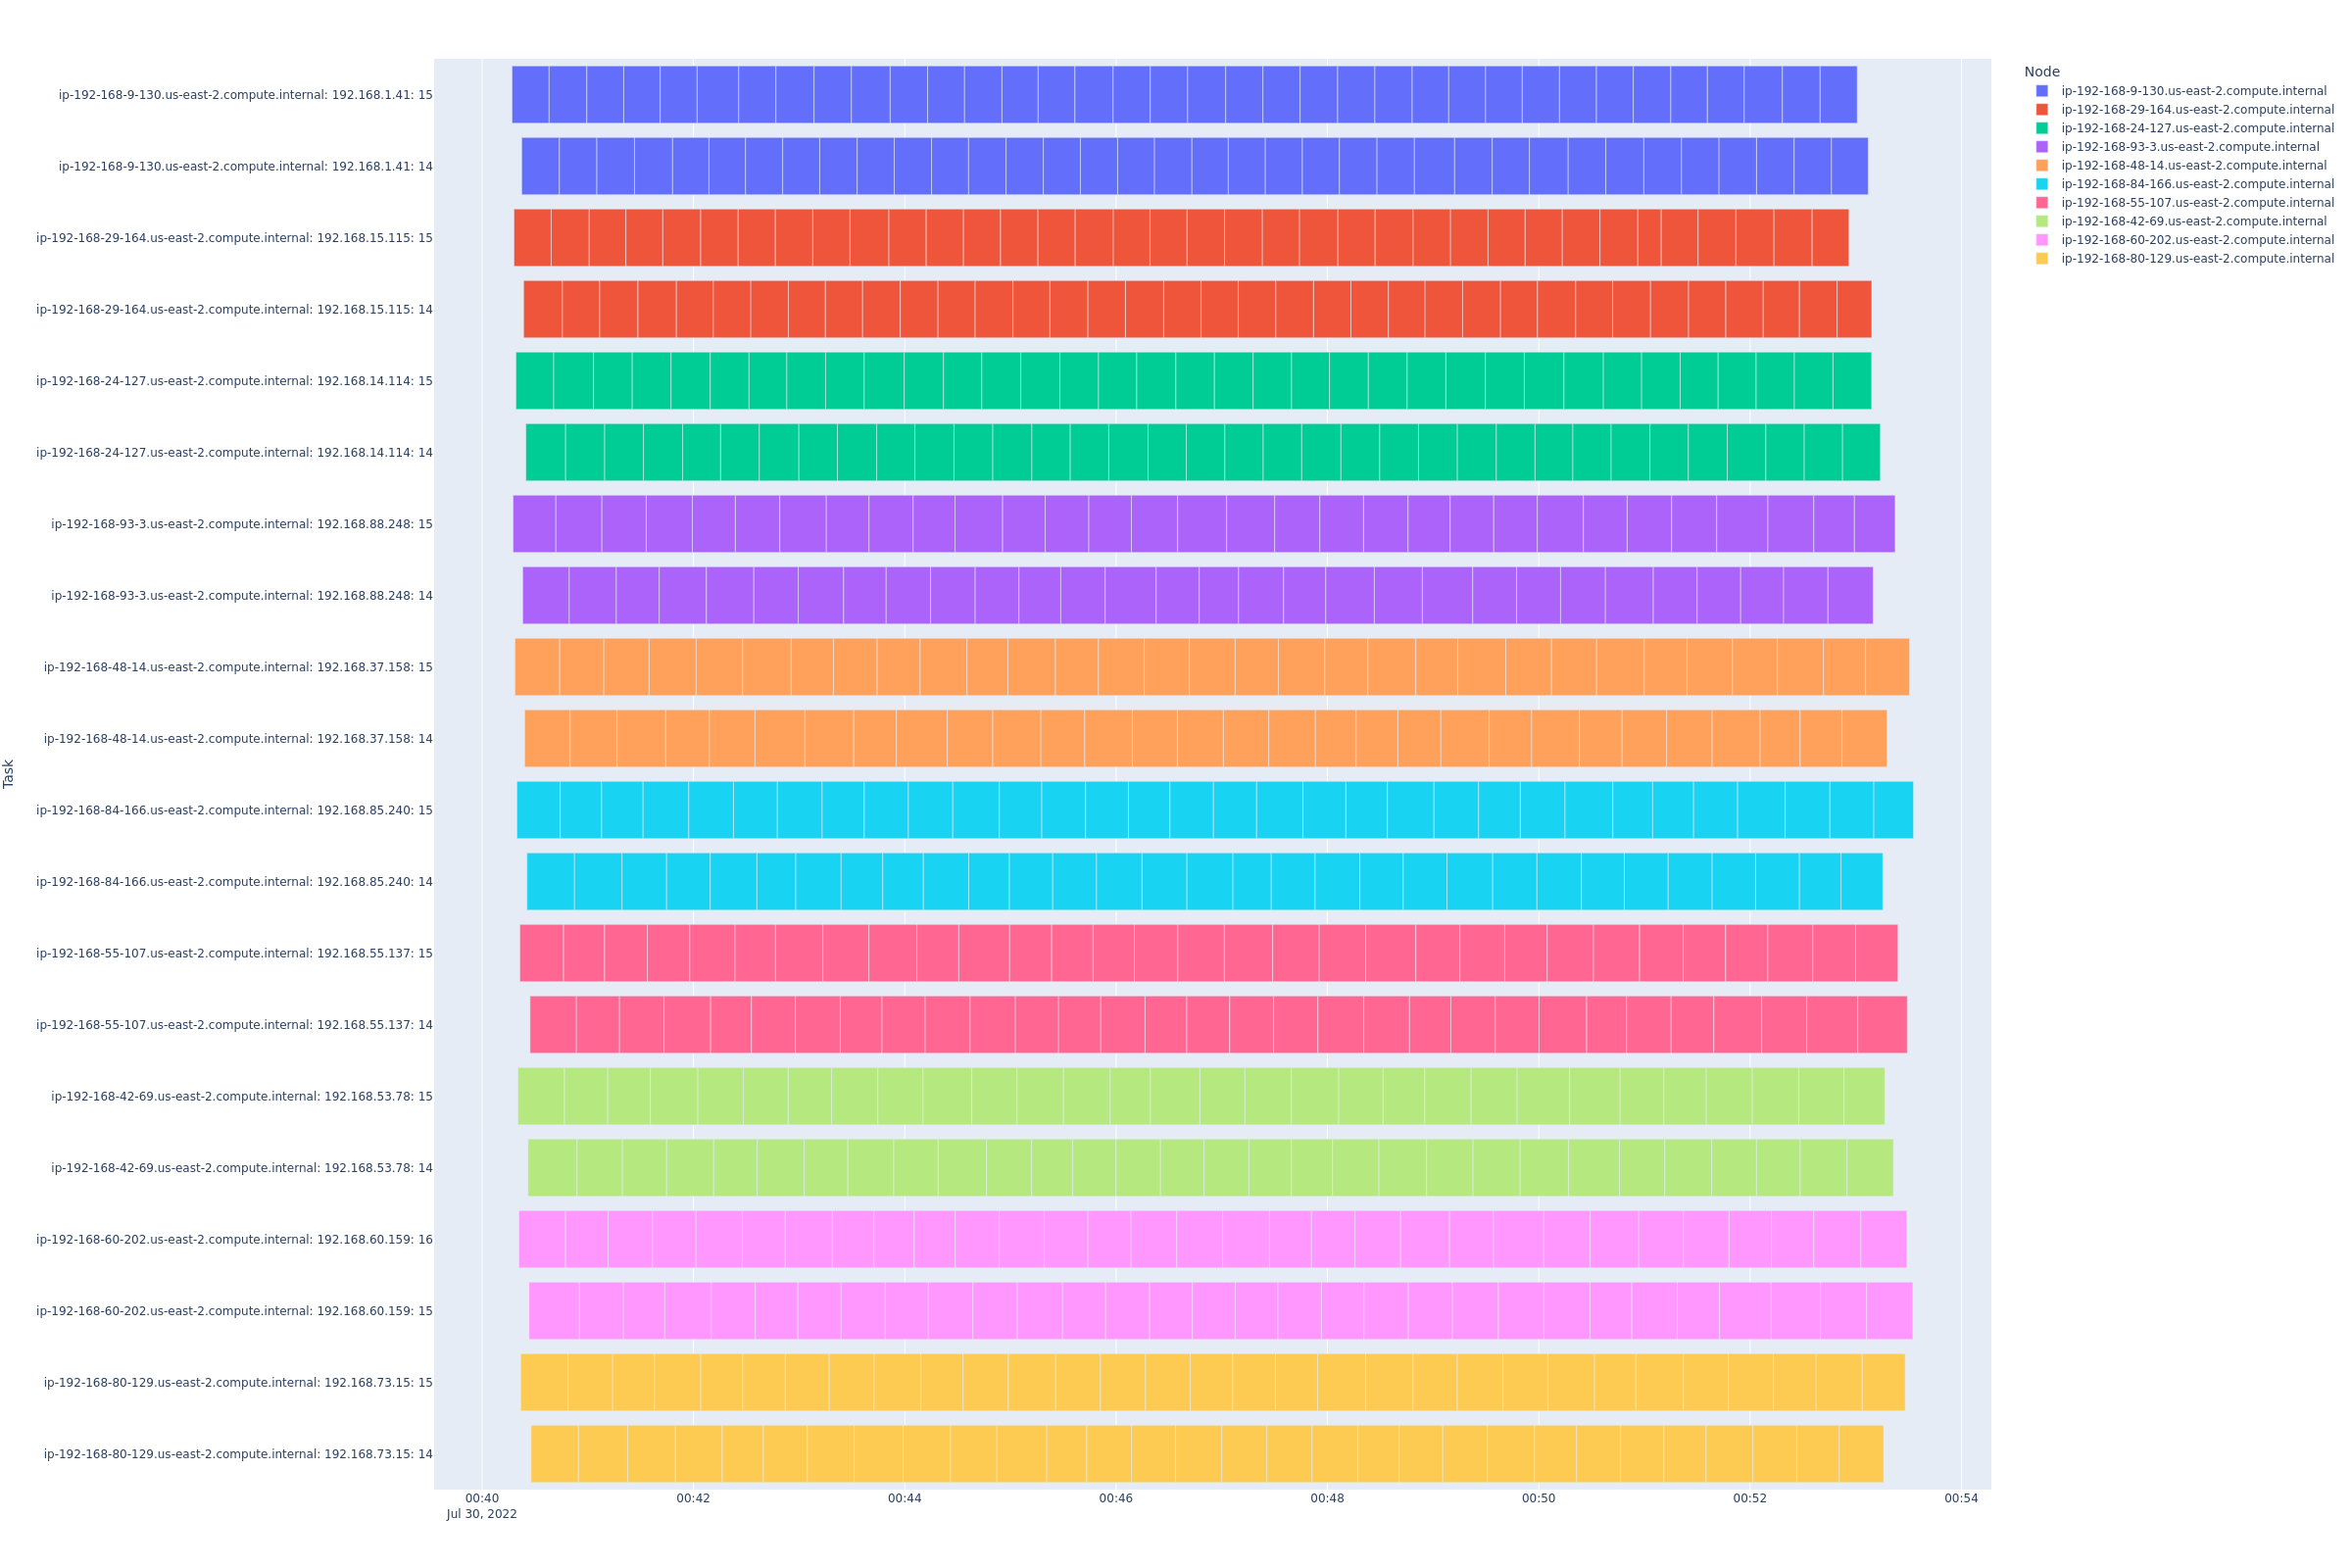 ip-192-168-9-130.us-east-2.compute.internal: 192.168.1.41: 15
ip-192-168-9-130.us-east-2.compute.internal: 192.168.1.41: 14
ip-192-168-29-164.us-east-2.compute.internal: 192.168.15.115: 15
ip-192-168-29-164.us-east-2.compute.internal: 192.168.15.115: 14
ip-192-168-24-127.us-east-2.compute.internal: 192.168.14.114: 15
ip-192-168-24-127.us-east-2.compute.internal: 192.168.14.114: 14
ip-192-168-93-3.us-east-2.compute.internal: 192.168.88.248: 15
ip-192-168-93-3.us-east-2.compute.internal: 192.168.88.248: 14
ip-192-168-48-14.us-east-2.compute.internal: 192.168.37.158: 15
ip-192-168-48-14.us-east-2.compute.internal: 192.168.37.158: 14
ip-192-168-84-166.us-east-2.compute.internal: 192.168.85.240: 15
ip-192-168-84-166.us-east-2.compute.internal: 192.168.85.240: 14
ip-192-168-55-107.us-east-2.compute.internal: 192.168.55.137: 15
ip-192-168-55-107.us-east-2.compute.internal: 192.168.55.137: 14
ip-192-168-42-69.us-east-2.compute.internal: 192.168.53.78: 15
ip-192-168-42-69.us-east-2.compute.internal: 192.168.53.78: 14
ip-192-168-60-202.us-east-2.compute.internal: 192.168.60.159: 16
ip-192-168-60-202.us-east-2.compute.internal: 192.168.60.159: 15
ip-192-168-80-129.us-east-2.compute.internal: 192.168.73.15: 15
ip-192-168-80-129.us-east-2.compute.internal: 192.168.73.15: 14
Task
00:40 00:42 00:44 00:46 00:48 00:50 00:52 00:54
Jul 30, 2022
Node
ip-192-168-9-130.us-east-2.compute.internal
ip-192-168-29-164.us-east-2.compute.internal
ip-192-168-24-127.us-east-2.compute.internal
ip-192-168-93-3.us-east-2.compute.internal
ip-192-168-48-14.us-east-2.compute.internal
ip-192-168-84-166.us-east-2.compute.internal
ip-192-168-55-107.us-east-2.compute.internal
ip-192-168-42-69.us-east-2.compute.internal
ip-192-168-60-202.us-east-2.compute.internal
ip-192-168-80-129.us-east-2.compute.internal